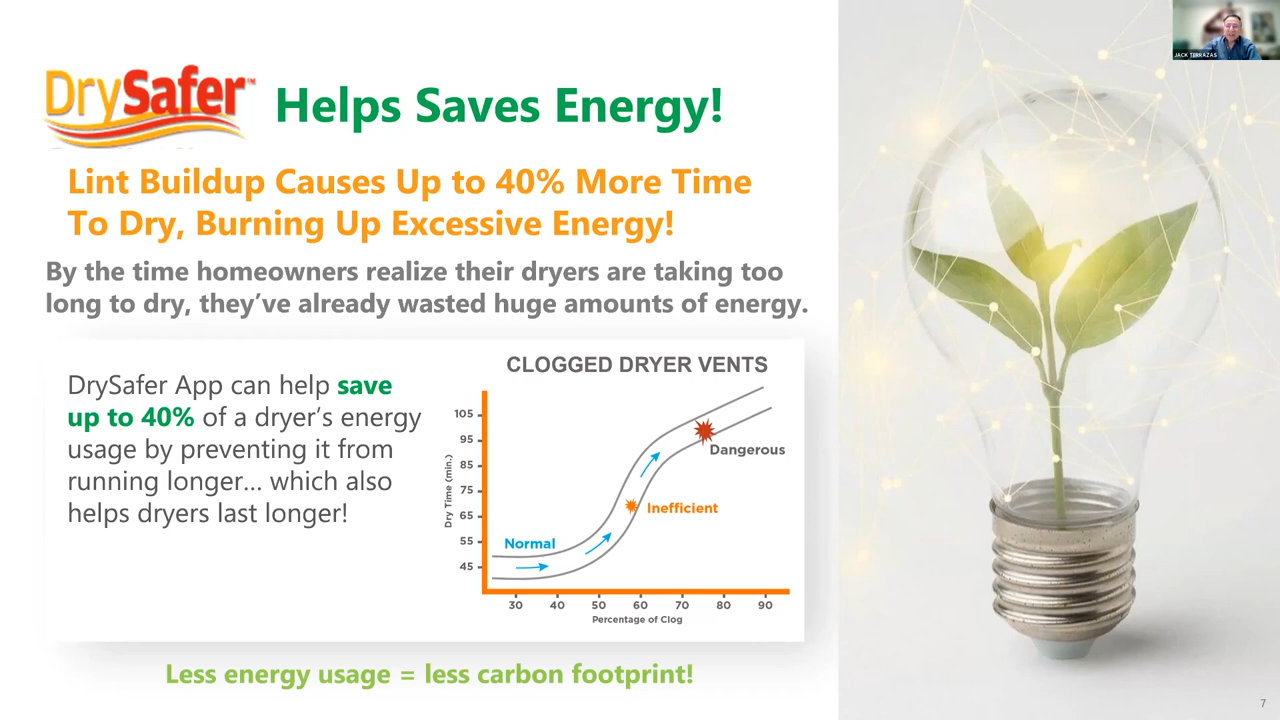 JACK TERRAZAS
DrySafer™
Helps Saves Energy!
Lint Buildup Causes Up to 40% More Time
To Dry, Burning Up Excessive Energy!
By the time homeowners realize their dryers are taking too
long to dry, they’ve already wasted huge amounts of energy.
DrySafer App can help save
up to 40% of a dryer’s energy
usage by preventing it from
running longer... which also
helps dryers last longer!
CLOGGED DRYER VENTS
Dry Time (min.)
105
95
85
75
65
55
45
Dangerous
Inefficient
Normal
30 40 50 60 70 80 90
Percentage of Clog
Less energy usage = less carbon footprint!
7